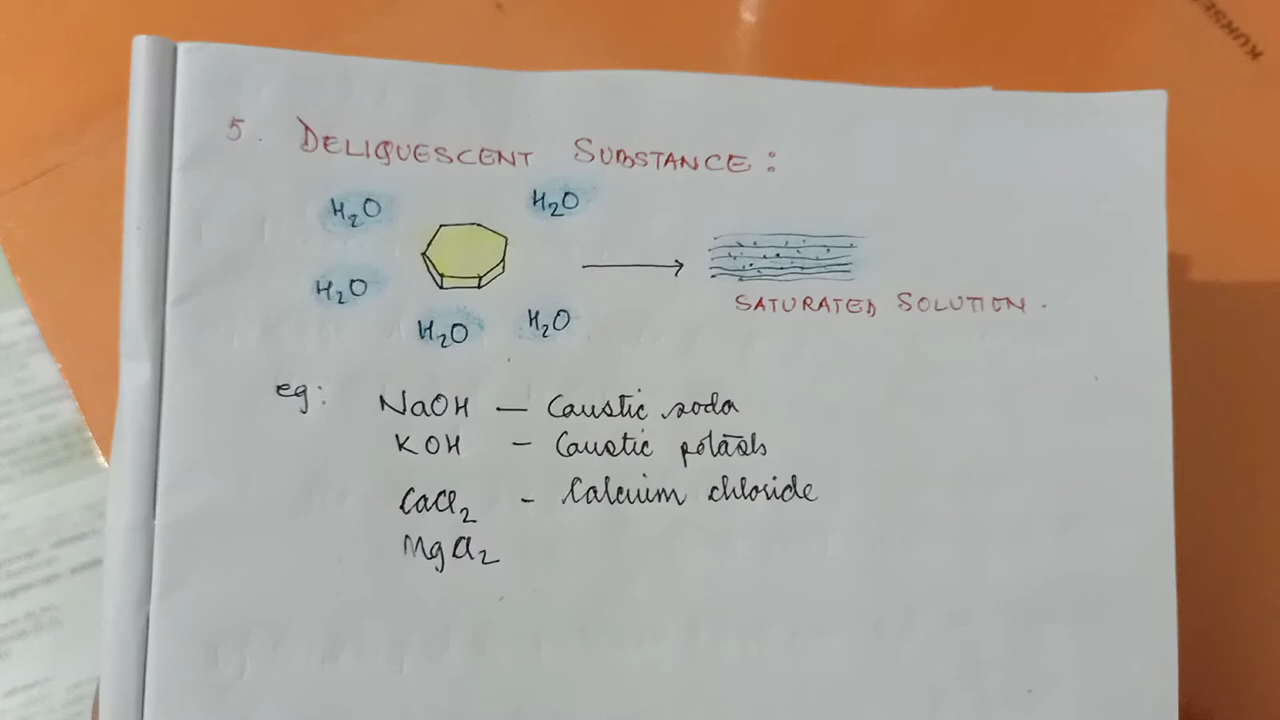 KURSE
5. DELIQUESCENT SUBSTANCE:
H₂O H₂O
H₂O
H₂O H₂O
SATURATED SOLUTION.
eg: NaOH — Caustic soda
KOH - Caustic potash
CaCl₂ - Calcium chloride
MgCl₂